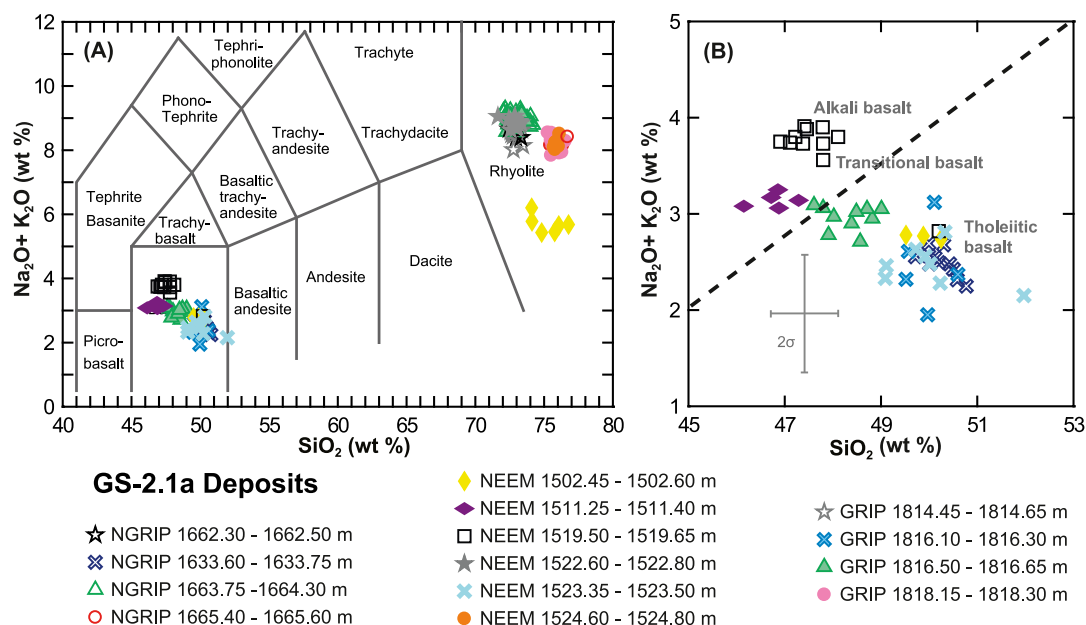 (A)
Tephri-
phonolite
Trachyte
Phono-
Tephrite
Trachy-
andesite
Trachydacite
Rhyolite
Tephrite
Basanite
Basaltic
trachy-
andesite
Trachy-
basalt
Andesite
Dacite
Basaltic
andesite
Picro-
basalt
Na2O+ K2O (wt %)
0 2 4 6 8 10 12
40 45 50 55 60 65 70 75 80
SiO2 (wt %)
(B)
Alkali basalt
Transitional basalt
Tholeiitic
basalt
2σ
Na2O+ K2O (wt %)
1 2 3 4 5
45 47 49 51 53
SiO2 (wt %)
GS-2.1a Deposits
NGRIP 1662.30 - 1662.50 m
NGRIP 1633.60 - 1633.75 m
NGRIP 1663.75 -1664.30 m
NGRIP 1665.40 - 1665.60 m
NEEM 1502.45 - 1502.60 m
NEEM 1511.25 - 1511.40 m
NEEM 1519.50 - 1519.65 m
NEEM 1522.60 - 1522.80 m
NEEM 1523.35 - 1523.50 m
NEEM 1524.60 - 1524.80 m
GRIP 1814.45 - 1814.65 m
GRIP 1816.10 - 1816.30 m
GRIP 1816.50 - 1816.65 m
GRIP 1818.15 - 1818.30 m